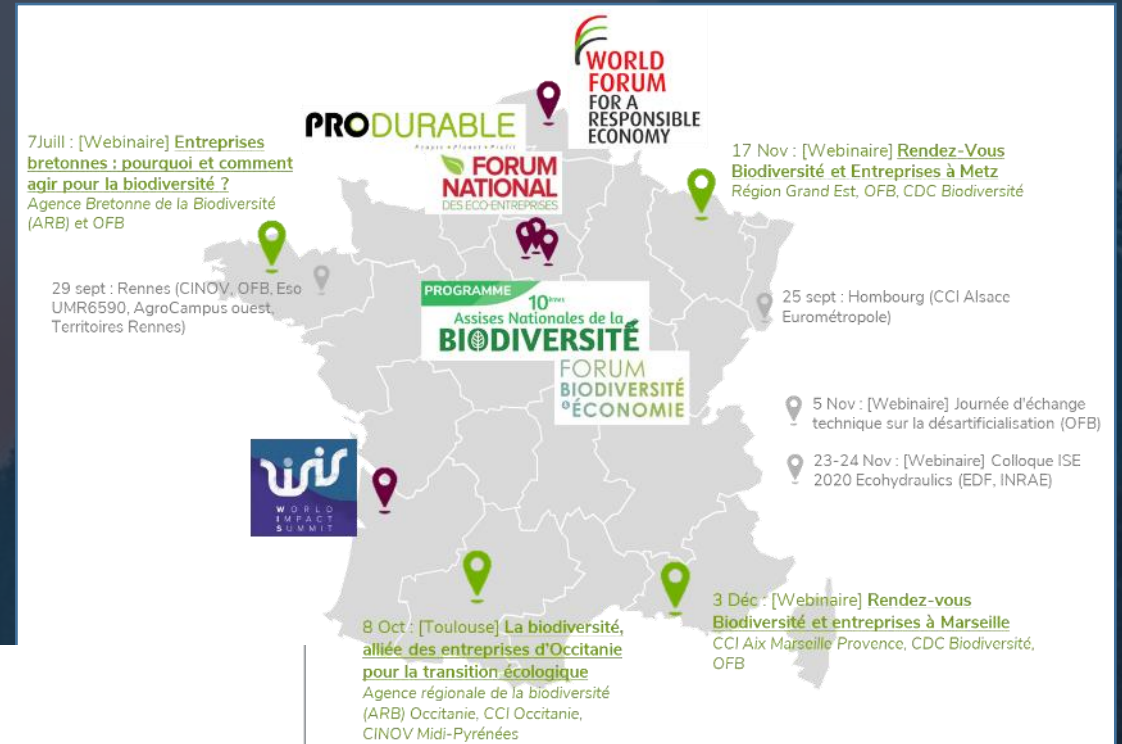 WORLD
FORUM
FOR A
RESPONSIBLE
ECONOMY
PRODURABLE
People • Planet • Profit
FORUM
NATIONAL
DES ECO-ENTREPRISES
7Juill : [Webinaire] Entreprises
bretonnes : pourquoi et comment
agir pour la biodiversité ?
Agence Bretonne de la Biodiversité
(ARB) et OFB
17 Nov : [Webinaire] Rendez-Vous
Biodiversité et Entreprises à Metz
Région Grand Est, OFB, CDC Biodiversité
29 sept : Rennes (CINOV, OFB, Eso
UMR6590, AgroCampus ouest,
Territoires Rennes)
PROGRAMME
10èmes
Assises Nationales de la
BIODIVERSITÉ
FORUM
BIODIVERSITÉ
&ÉCONOMIE
25 sept : Hombourg (CCI Alsace
Eurométropole)
5 Nov : [Webinaire] Journée d'échange
technique sur la désartificialisation (OFB)
23-24 Nov : [Webinaire] Colloque ISE
2020 Ecohydraulics (EDF, INRAE)
WIS
WORLD
IMPACT
SUMMIT
8 Oct : [Toulouse] La biodiversité,
alliée des entreprises d'Occitanie
pour la transition écologique
Agence régionale de la biodiversité
(ARB) Occitanie, CCI Occitanie,
CINOV Midi-Pyrénées
3 Déc : [Webinaire] Rendez-vous
Biodiversité et entreprises à Marseille
CCI Aix Marseille Provence, CDC Biodiversité,
OFB